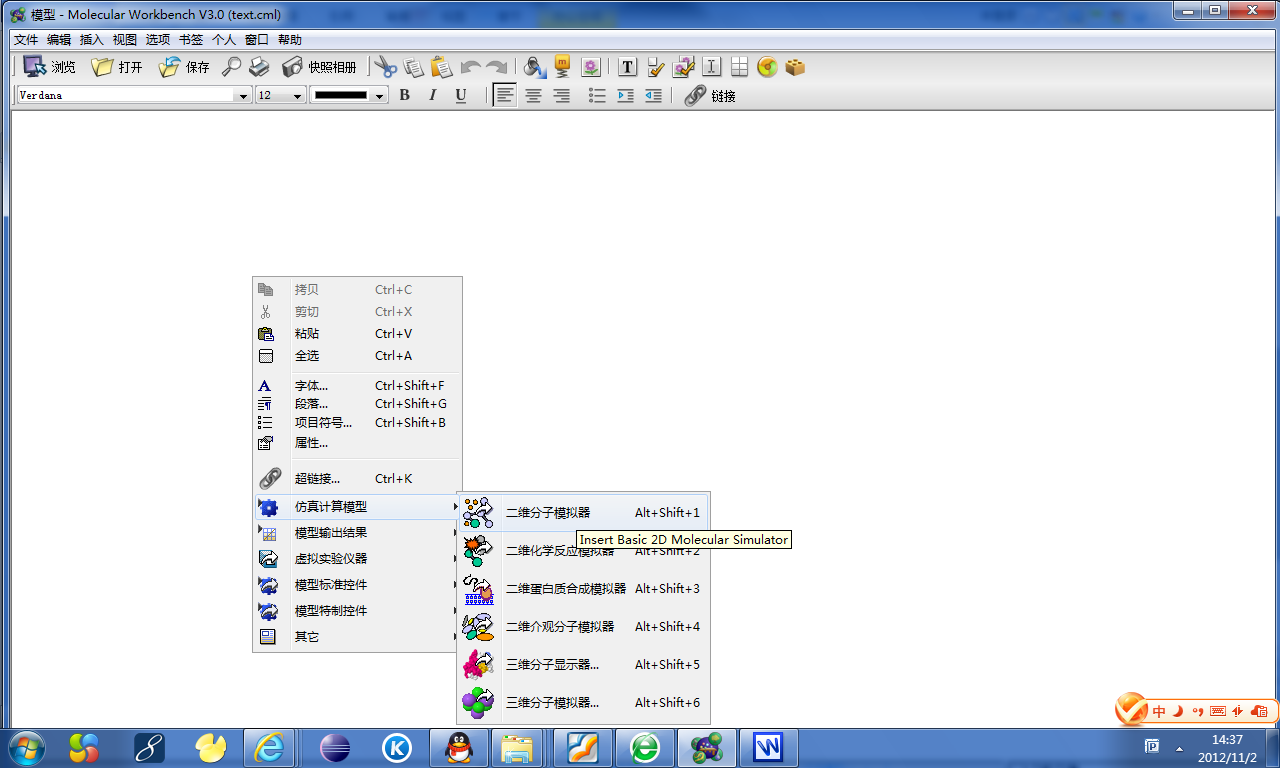 模型 - Molecular Workbench V3.0 (text.cml)
文件 编辑 插入 视图 选项 书签 个人 窗口 帮助
浏览 打开 保存 快照相册
Verdana 12 B I U 链接
拷贝 Ctrl+C
剪切 Ctrl+X
粘贴 Ctrl+V
全选 Ctrl+A
字体... Ctrl+Shift+F
段落... Ctrl+Shift+G
项目符号... Ctrl+Shift+B
属性...
超链接... Ctrl+K
仿真计算模型
模型输出结果
虚拟实验仪器
模型标准控件
模型特制控件
其它
二维分子模拟器 Alt+Shift+1
Insert Basic 2D Molecular Simulator
二维化学反应模拟器 Alt+Shift+2
二维蛋白质合成模拟器 Alt+Shift+3
二维介观分子模拟器 Alt+Shift+4
三维分子显示器... Alt+Shift+5
三维分子模拟器... Alt+Shift+6
中
14:37
2012/11/2